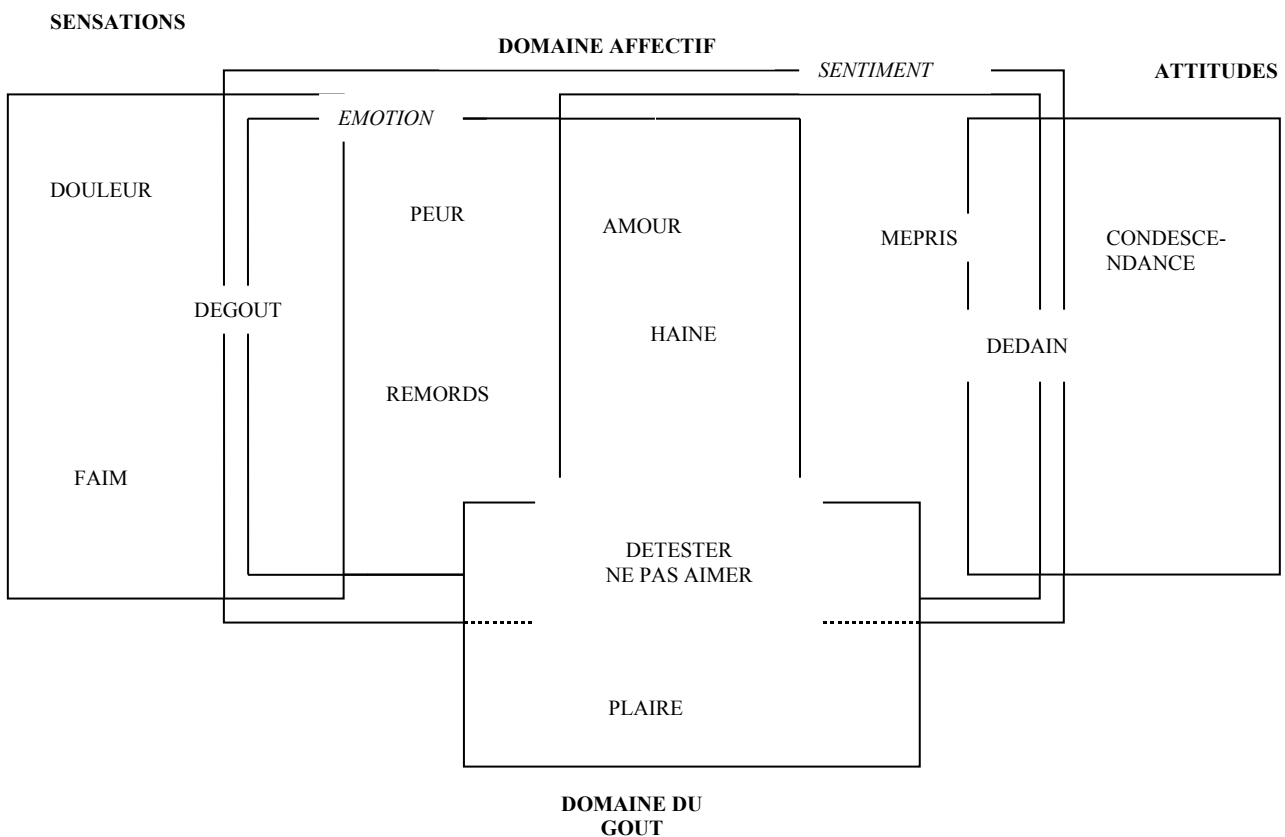 SENSATIONS
DOMAINE AFFECTIF
SENTIMENT
ATTITUDES
EMOTION
DOULEUR
PEUR
AMOUR
MEPRIS
CONDESCE-
NDANCE
DEGOUT
HAINE
DEDAIN
REMORDS
FAIM
DETESTER
NE PAS AIMER
PLAIRE
DOMAINE DU
GOUT